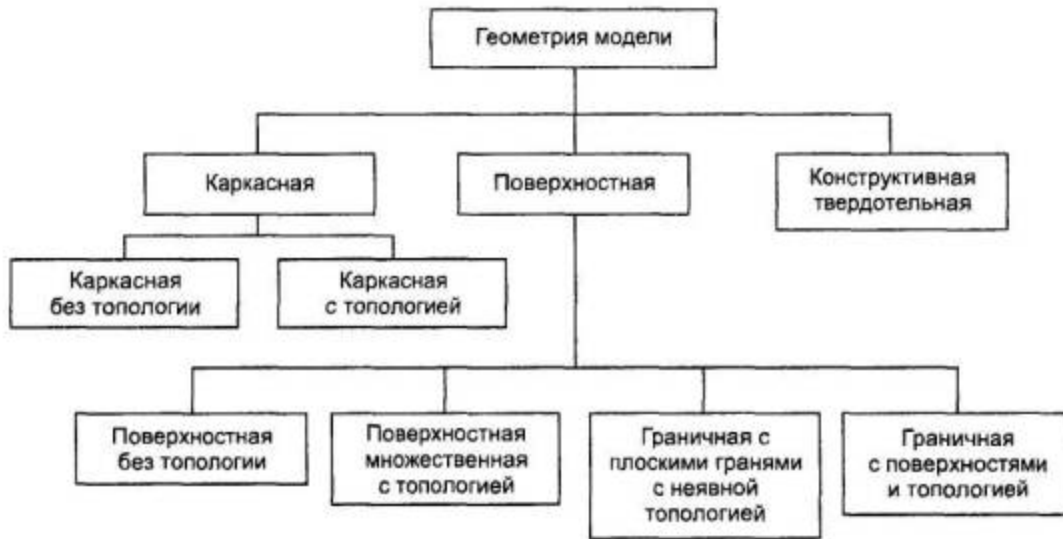 Геометрия модели
Каркасная
Поверхностная
Конструктивная
твердотельная
Каркасная
без топологии
Каркасная
с топологией
Поверхностная
без топологии
Поверхностная
множественная
с топологией
Граничная с
плоскими гранями
с неявной
топологией
Граничная
с поверхностями
и топологией